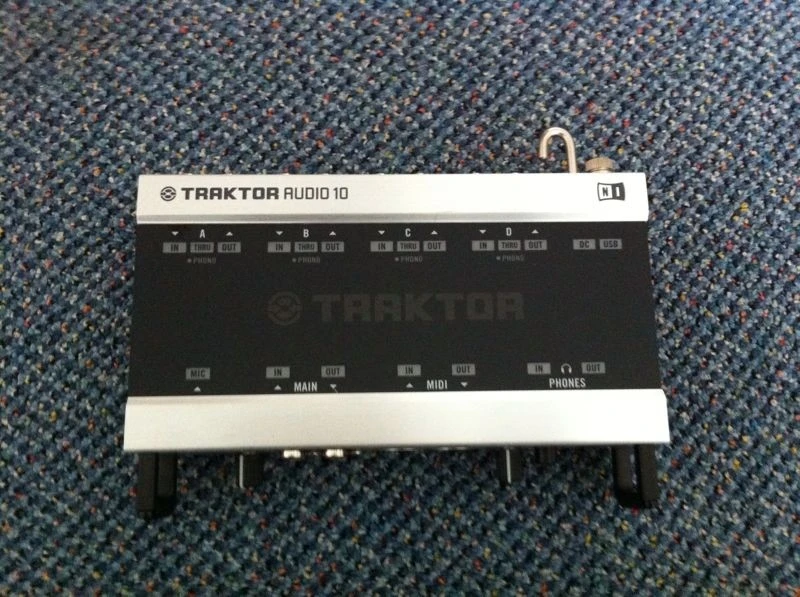 TRAKTOR AUDIO 10 NI
A B C D
IN THRU OUT IN THRU OUT IN THRU OUT IN THRU OUT DC USB
PHONO PHONO PHONO PHONO
TRAKTOR
MIC IN OUT IN OUT IN OUT
MAIN MIDI PHONES